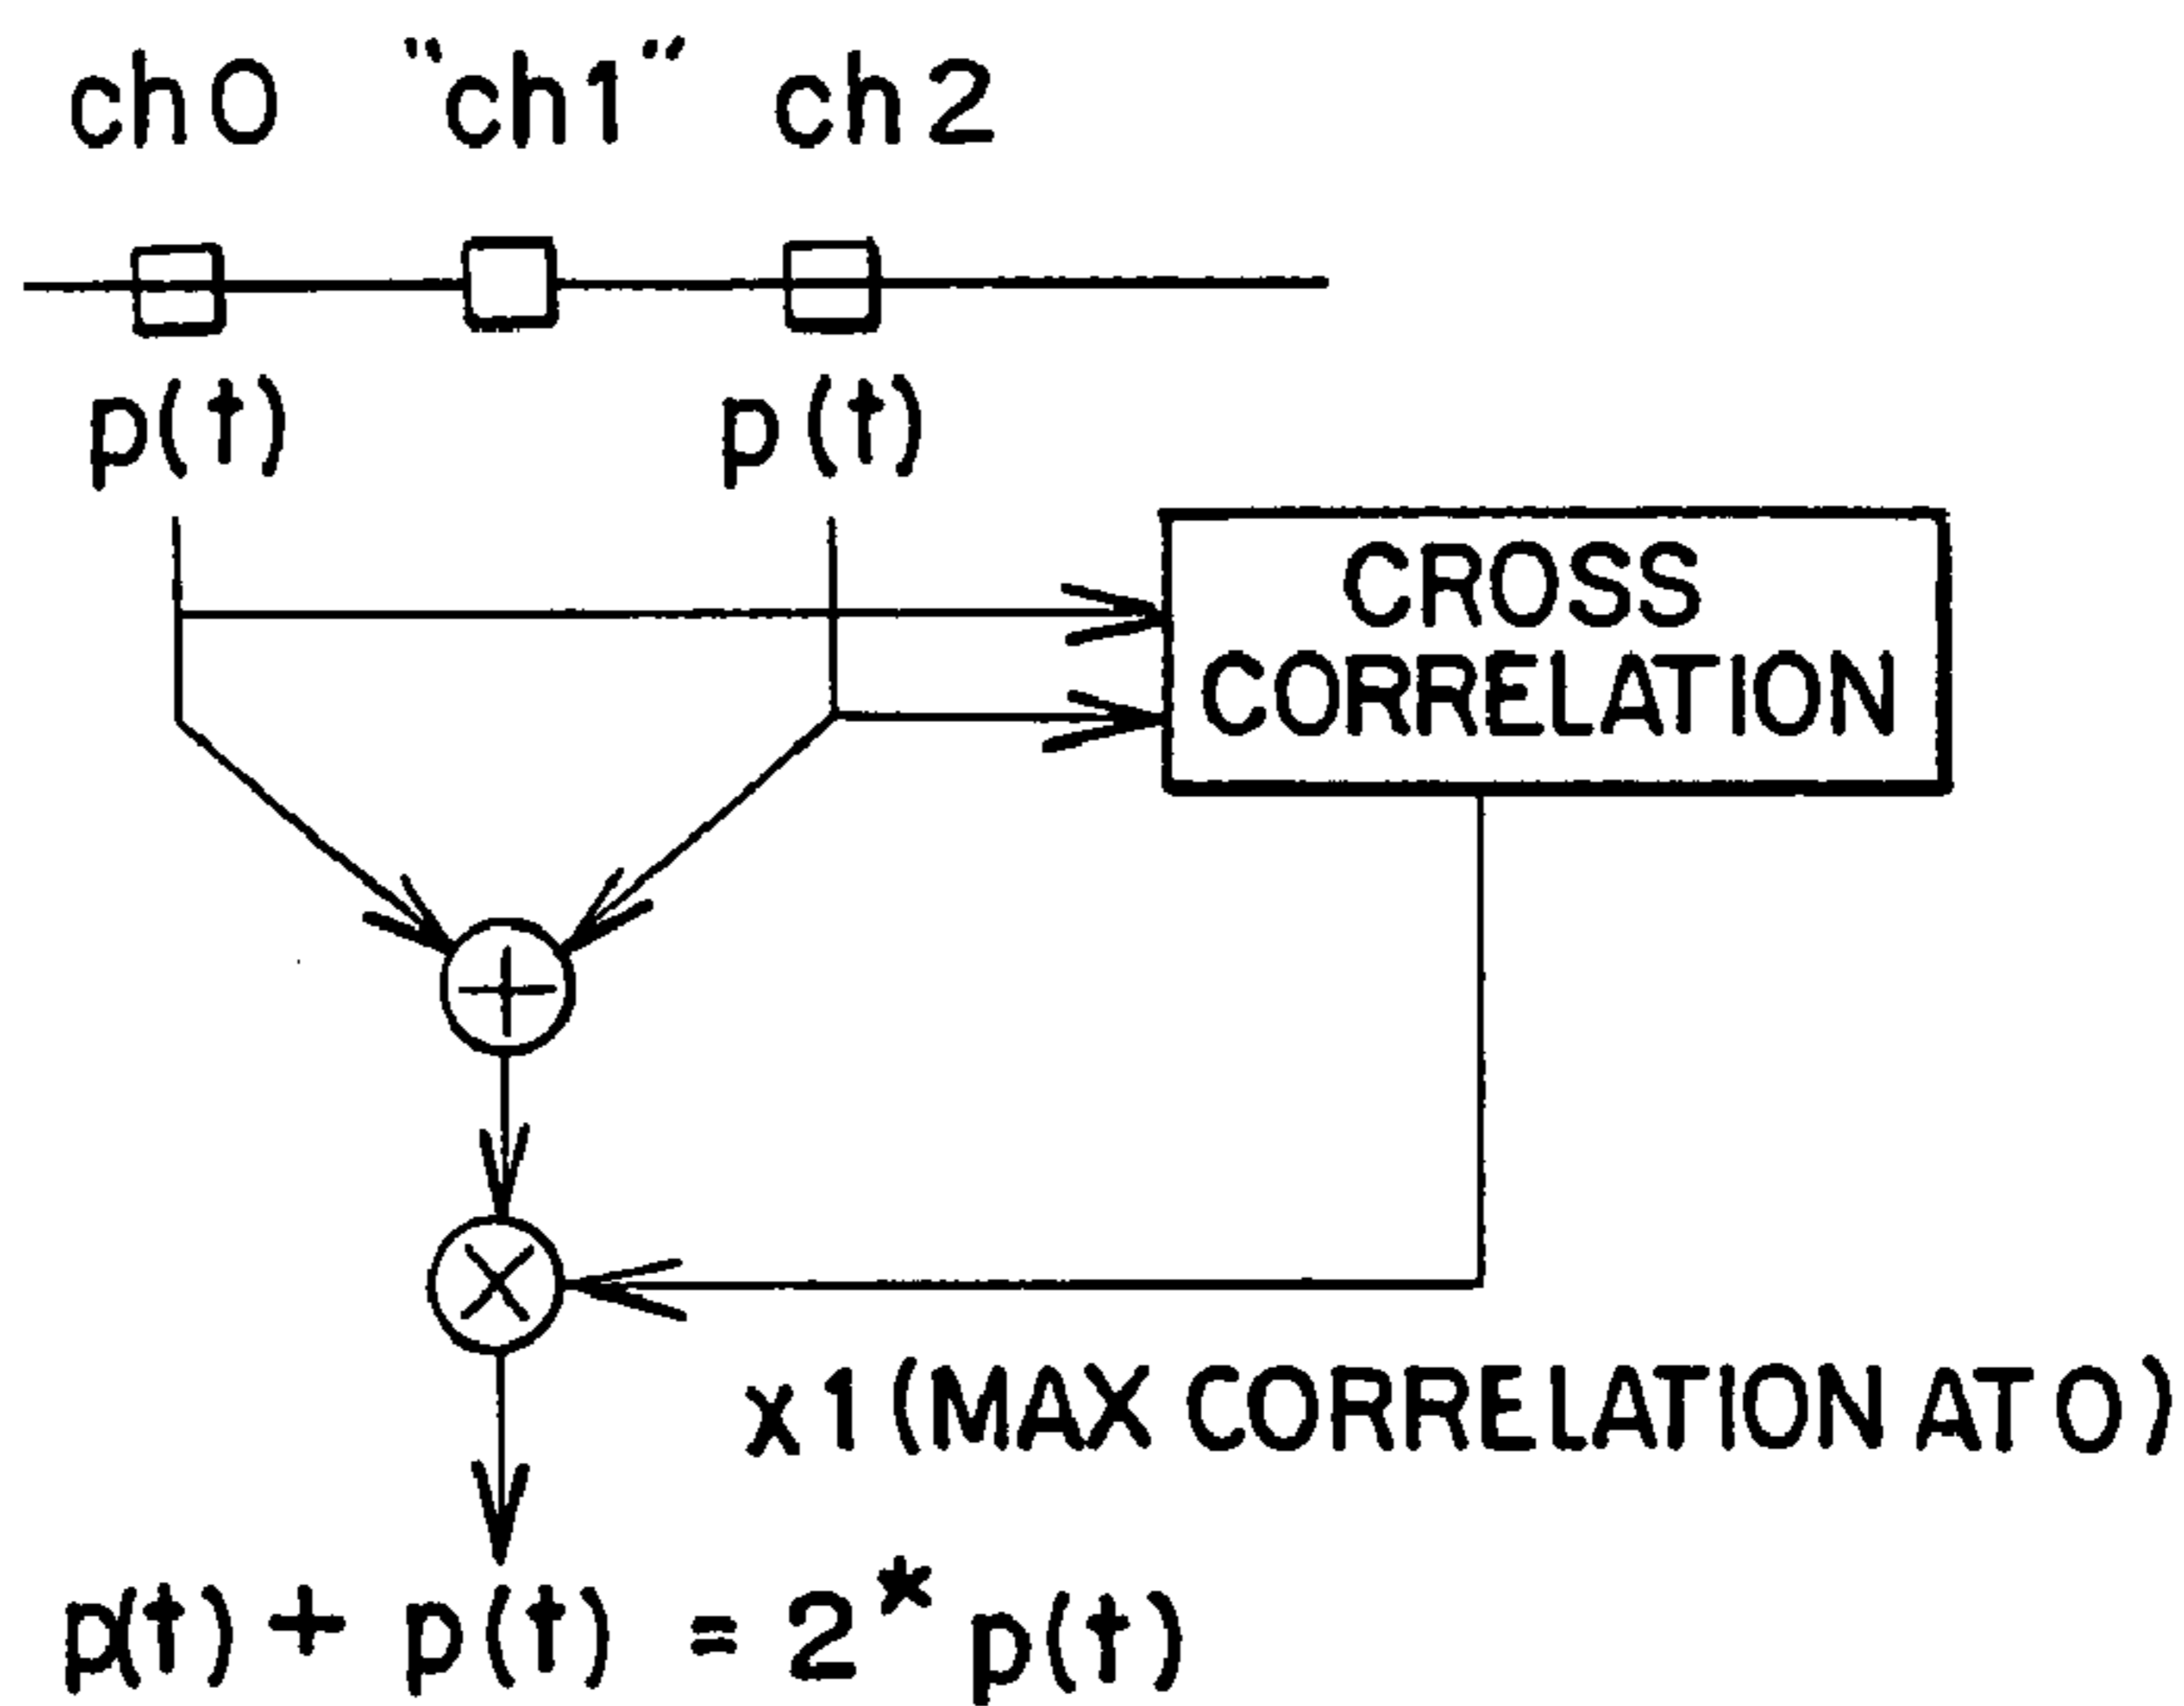 ch0 "ch1" ch2
p(t) p(t)
CROSS
CORRELATION
x1 (MAX CORRELATION AT 0)
p(t) + p(t) = 2* p(t)